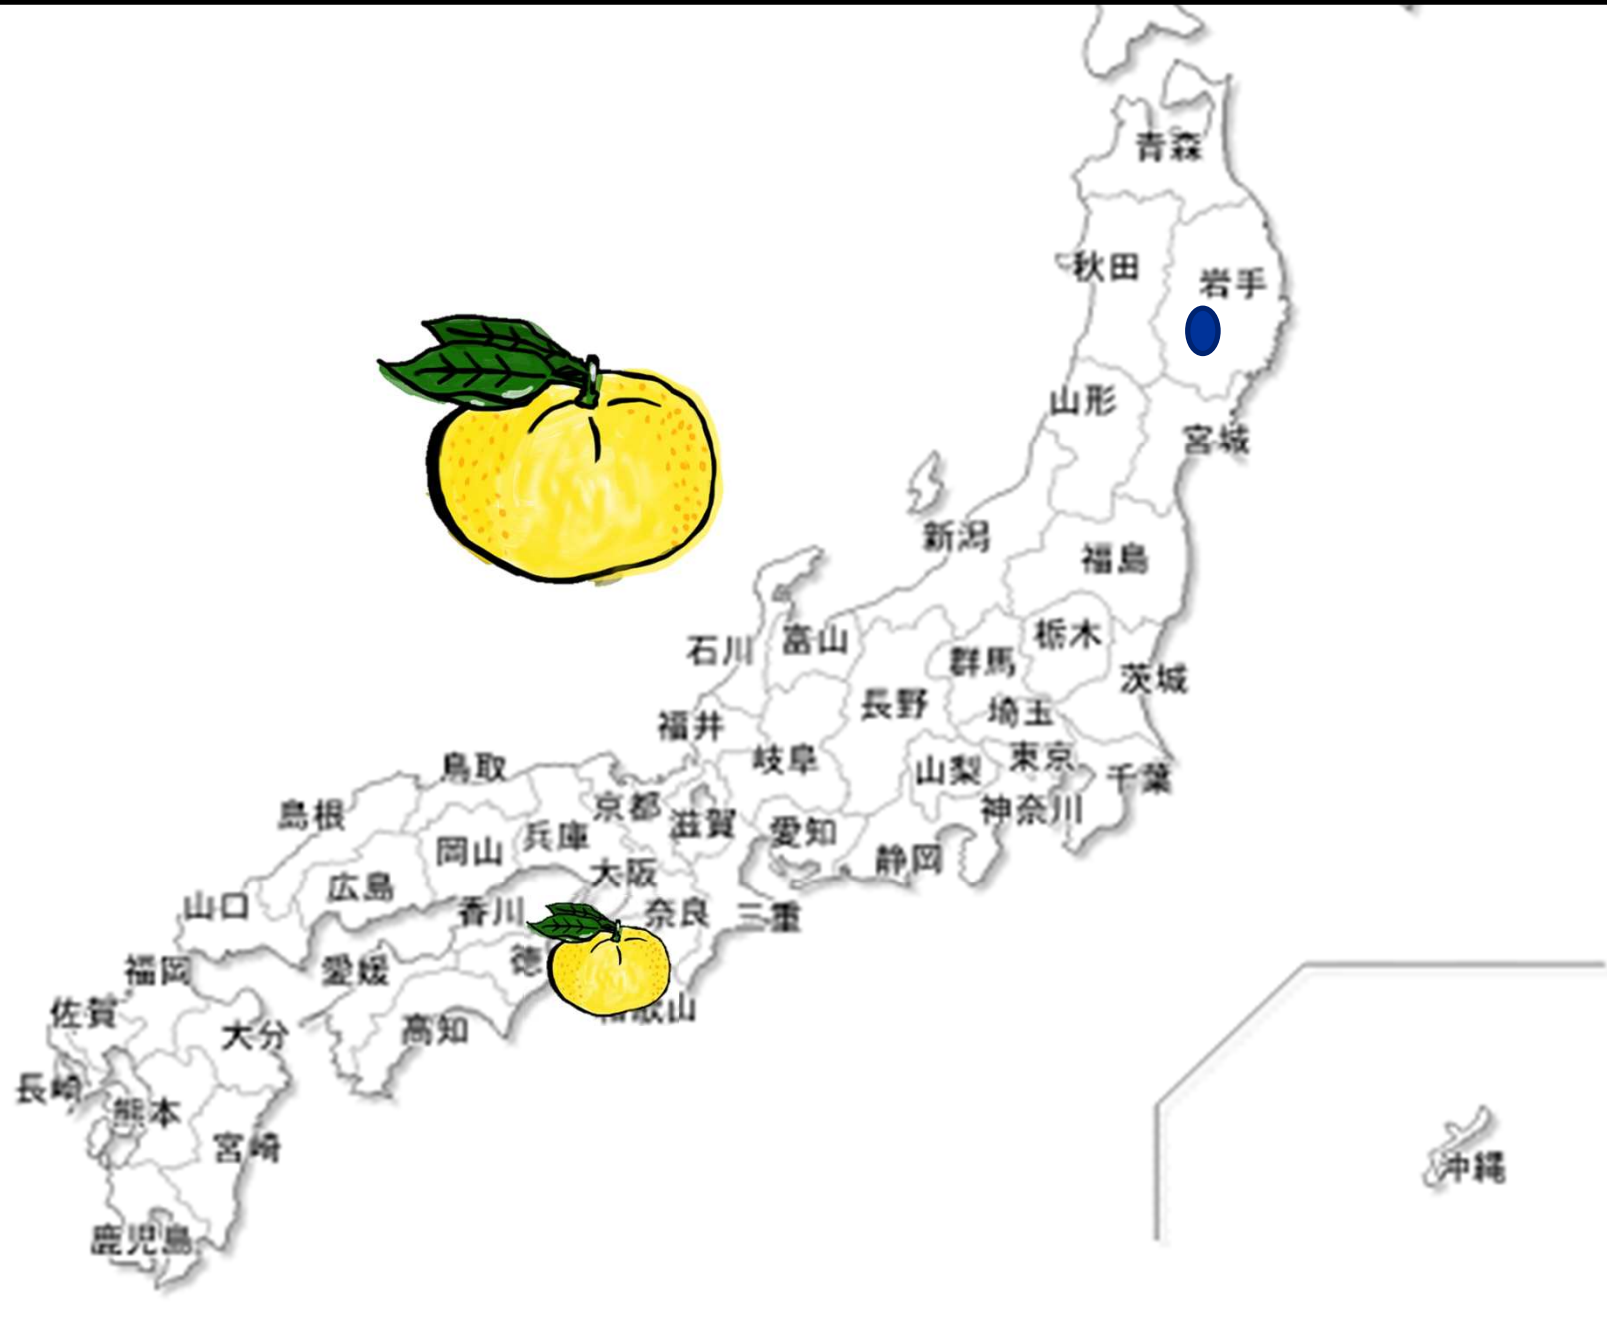 青森
秋田
岩手
山形
宮城
新潟
福島
栃木
石川
富山
群馬
茨城
長野
埼玉
福井
岐阜
山梨
東京
千葉
鳥取
島根
京都
滋賀
愛知
神奈川
岡山
兵庫
静岡
大阪
広島
山口
香川
奈良
三重
徳
福岡
愛媛
佐賀
歌山
高知
大分
長崎
熊本
宮崎
沖縄
鹿児島